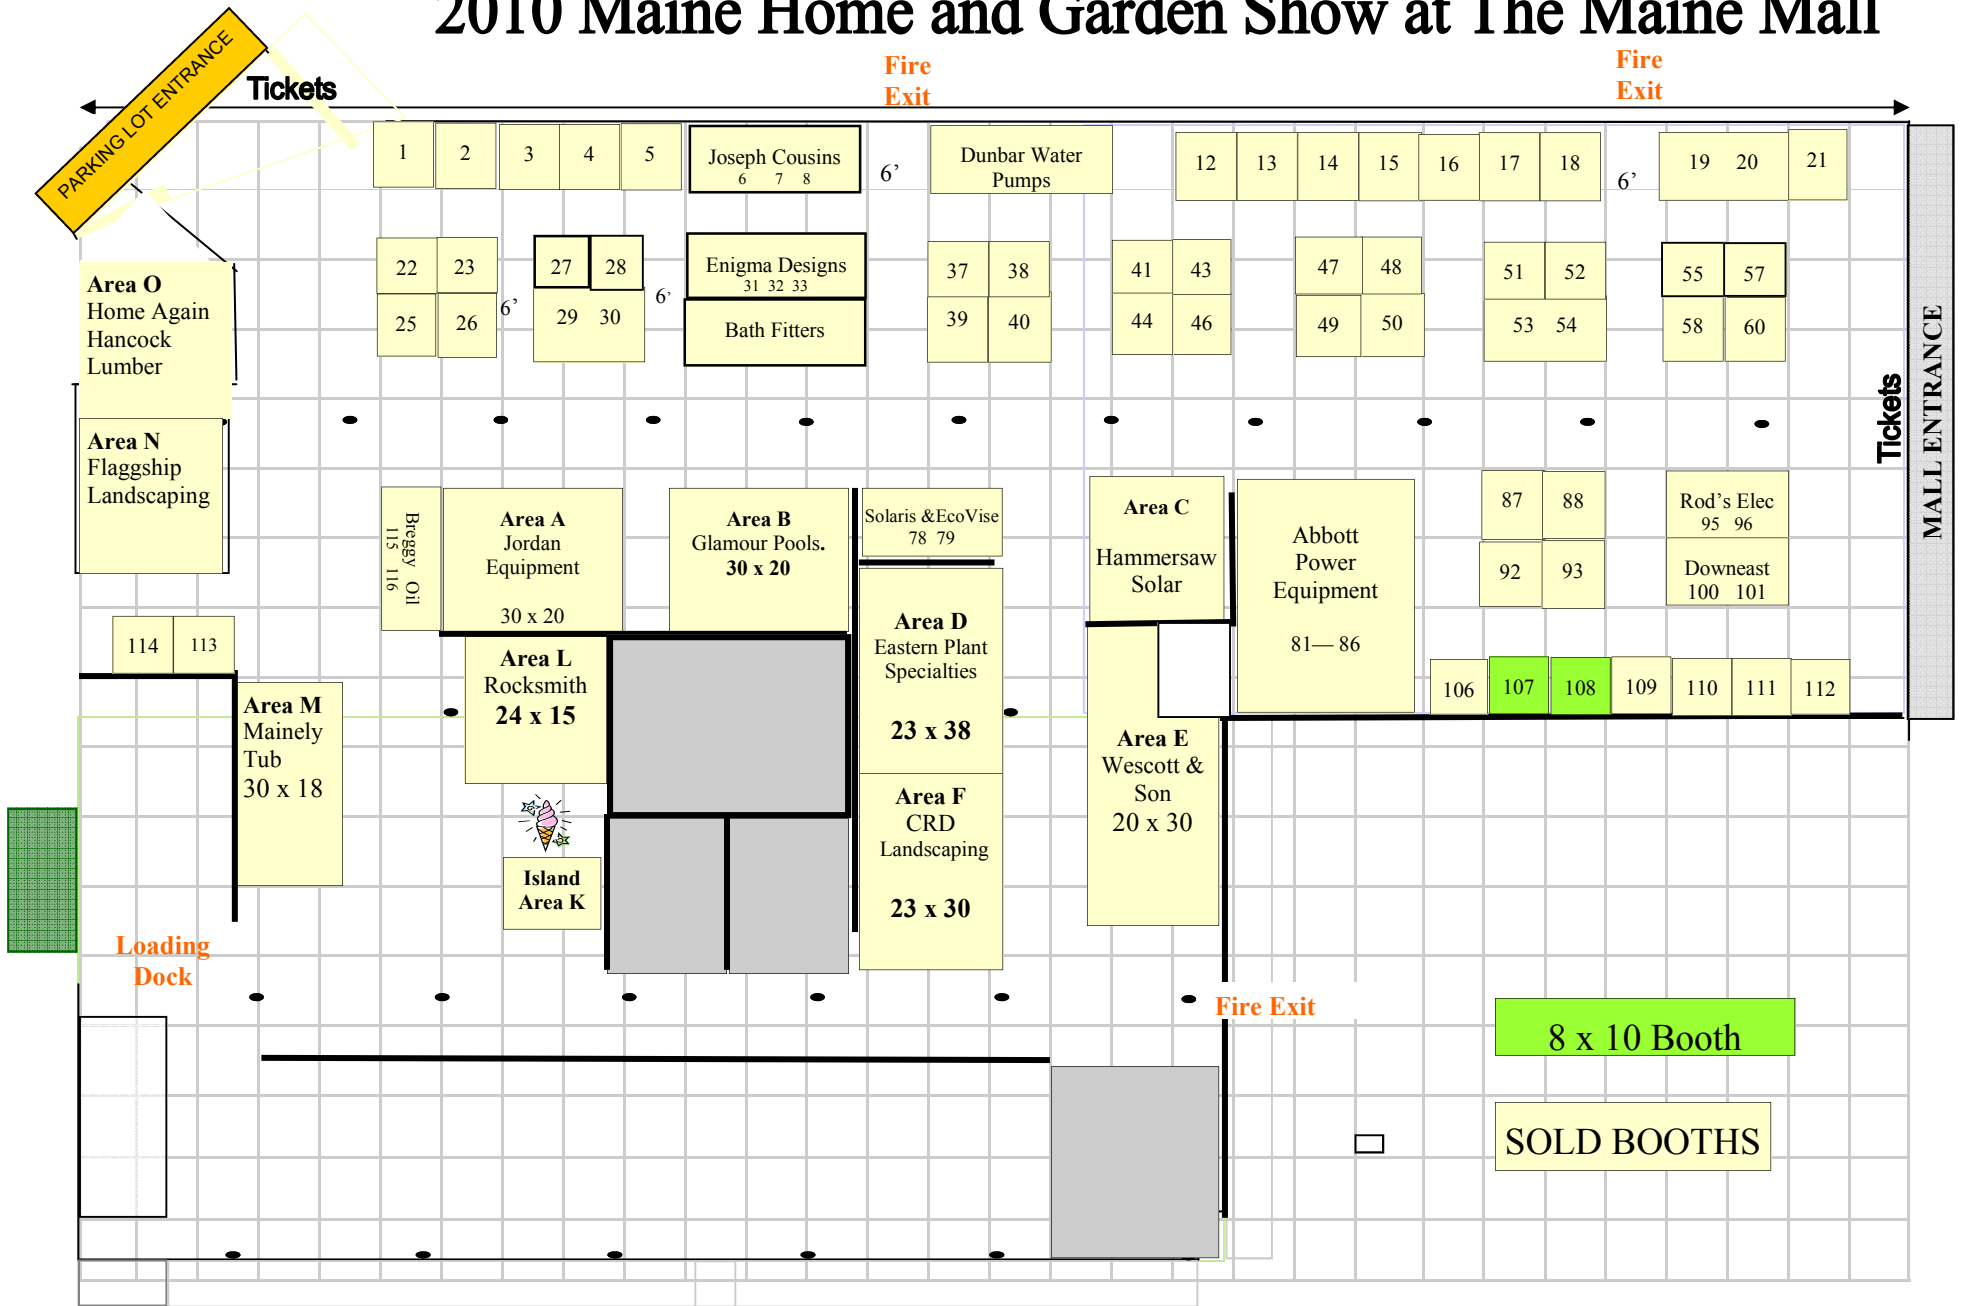 2010 Maine Home and Garden Show at The Maine Mall
PARKING LOT ENTRANCE
Tickets
Fire
Exit
Fire
Exit
1 2 3 4 5
Joseph Cousins
6 7 8
6’
Dunbar Water
Pumps
12 13 14 15 16 17 18
6’
19 20 21
22 23
27 28
Enigma Designs
31 32 33
37 38
41 43
47 48
51 52
55 57
25 26
6’
29 30
6’
Bath Fitters
39 40
44 46
49 50
53 54
58 60
Area O
Home Again
Hancock
Lumber
Area N
Flaggship
Landscaping
Tickets
MALL ENTRANCE
Breggy Oil
115 116
Area A
Jordan
Equipment
30 x 20
Area B
Glamour Pools.
30 x 20
Solaris &EcoVise
78 79
Area C
Hammersaw
Solar
Abbott
Power
Equipment
81— 86
87 88
92 93
Rod’s Elec
95 96
Downeast
100 101
114 113
Area L
Rocksmith
24 x 15
Area D
Eastern Plant
Specialties
23 x 38
106 107 108 109 110 111 112
Area M
Mainely
Tub
30 x 18
Area E
Wescott &
Son
20 x 30
Area F
CRD
Landscaping
23 x 30
Island
Area K
Loading
Dock
Fire Exit
8 x 10 Booth
SOLD BOOTHS